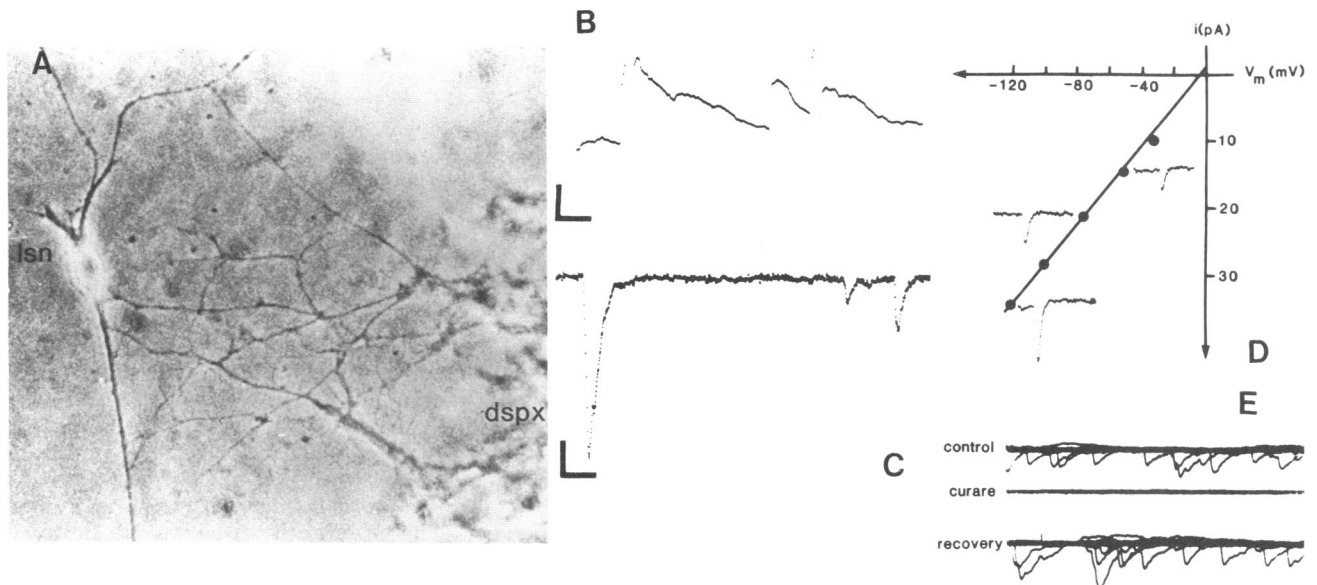 A
lsn
dspx
B
C
i(pA)
Vm (mV)
-120 -80 -40
10
20
30
D
E
control
curare
recovery